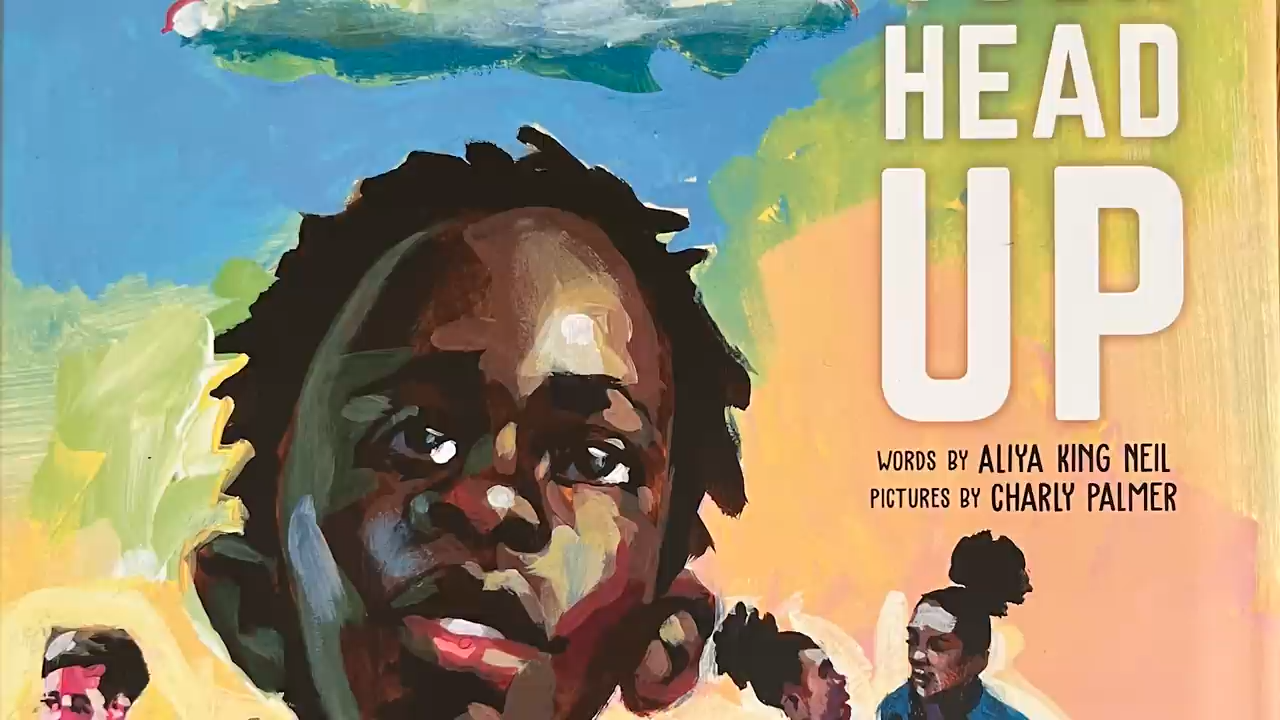 HEAD
UP
WORDS BY ALIYA KING NEIL
PICTURES BY CHARLY PALMER